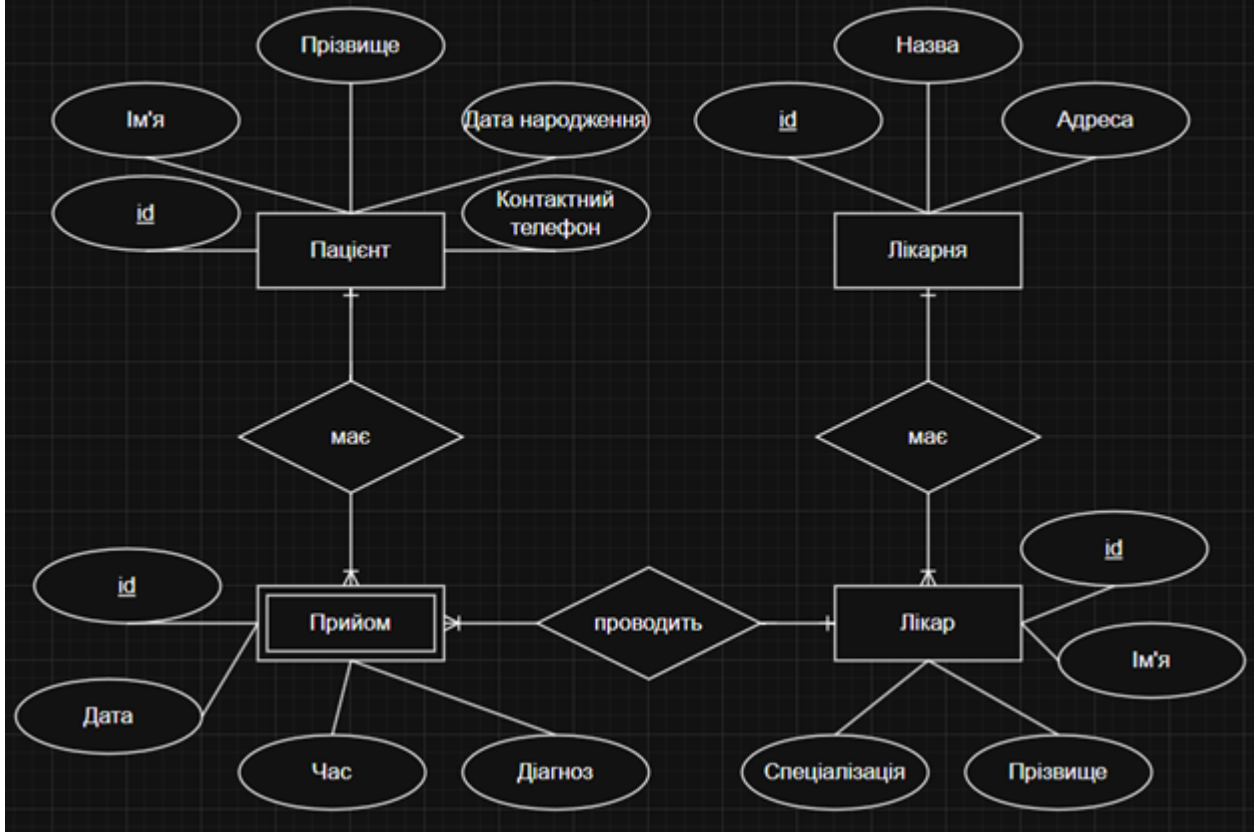 Прізвище
Назва
Ім'я
Дата народження
id
Адреса
id
Контактний
телефон
Пацієнт
Лікарня
має
має
id
id
Прийом
проводить
Лікар
Ім'я
Дата
Час
Діагноз
Спеціалізація
Прізвище